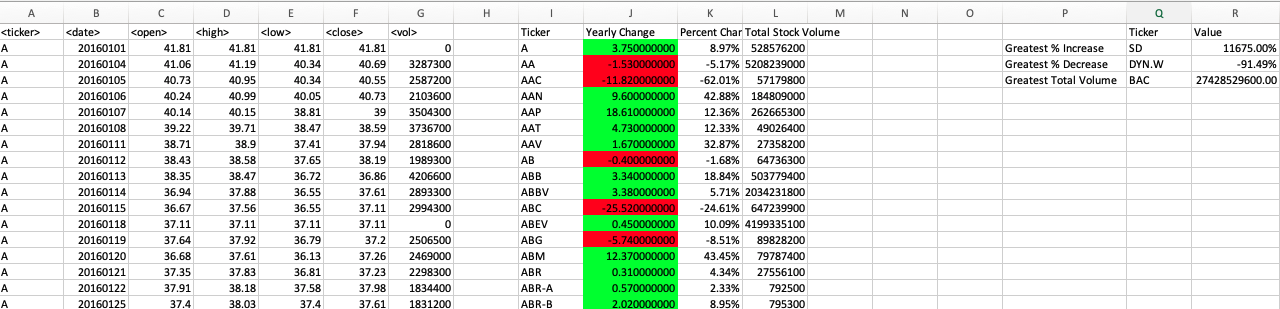 A B C D E F G H I J K L M N O P Q R
<ticker> <date> <open> <high> <low> <close> <vol> Ticker Yearly Change Percent Char Total Stock Volume Ticker Value
A 20160101 41.81 41.81 41.81 41.81 0 A 3.750000000 8.97% 528576200 Greatest % Increase SD 11675.00%
A 20160104 41.06 41.19 40.34 40.69 3287300 AA -1.530000000 -5.17% 5208239000 Greatest % Decrease DYN.W -91.49%
A 20160105 40.73 40.95 40.34 40.55 2587200 AAC -11.820000000 -62.01% 57179800 Greatest Total Volume BAC 27428529600.00
A 20160106 40.24 40.99 40.05 40.73 2103600 AAN 9.600000000 42.88% 184809000
A 20160107 40.14 40.15 38.81 39 3504300 AAP 18.610000000 12.36% 262665300
A 20160108 39.22 39.71 38.47 38.59 3736700 AAT 4.730000000 12.33% 49026400
A 20160111 38.71 38.9 37.41 37.94 2818600 AAV 1.670000000 32.87% 27358200
A 20160112 38.43 38.58 37.65 38.19 1989300 AB -0.400000000 -1.68% 64736300
A 20160113 38.35 38.47 36.72 36.86 4206600 ABB 3.340000000 18.84% 503779400
A 20160114 36.94 37.88 36.55 37.61 2893300 ABBV 3.380000000 5.71% 2034231800
A 20160115 36.67 37.56 36.55 37.11 2994300 ABC -25.520000000 -24.61% 647239900
A 20160118 37.11 37.11 37.11 37.11 0 ABEV 0.450000000 10.09% 4199335100
A 20160119 37.64 37.92 36.79 37.2 2506500 ABG -5.740000000 -8.51% 89828200
A 20160120 36.68 37.61 36.13 37.26 2469000 ABM 12.370000000 43.45% 79787400
A 20160121 37.35 37.83 36.81 37.23 2298300 ABR 0.310000000 4.34% 27556100
A 20160122 37.91 38.18 37.58 37.98 1834400 ABR-A 0.570000000 2.33% 792500
A 20160125 37.4 38.03 37.4 37.61 1831200 ABR-B 2.020000000 8.95% 795300